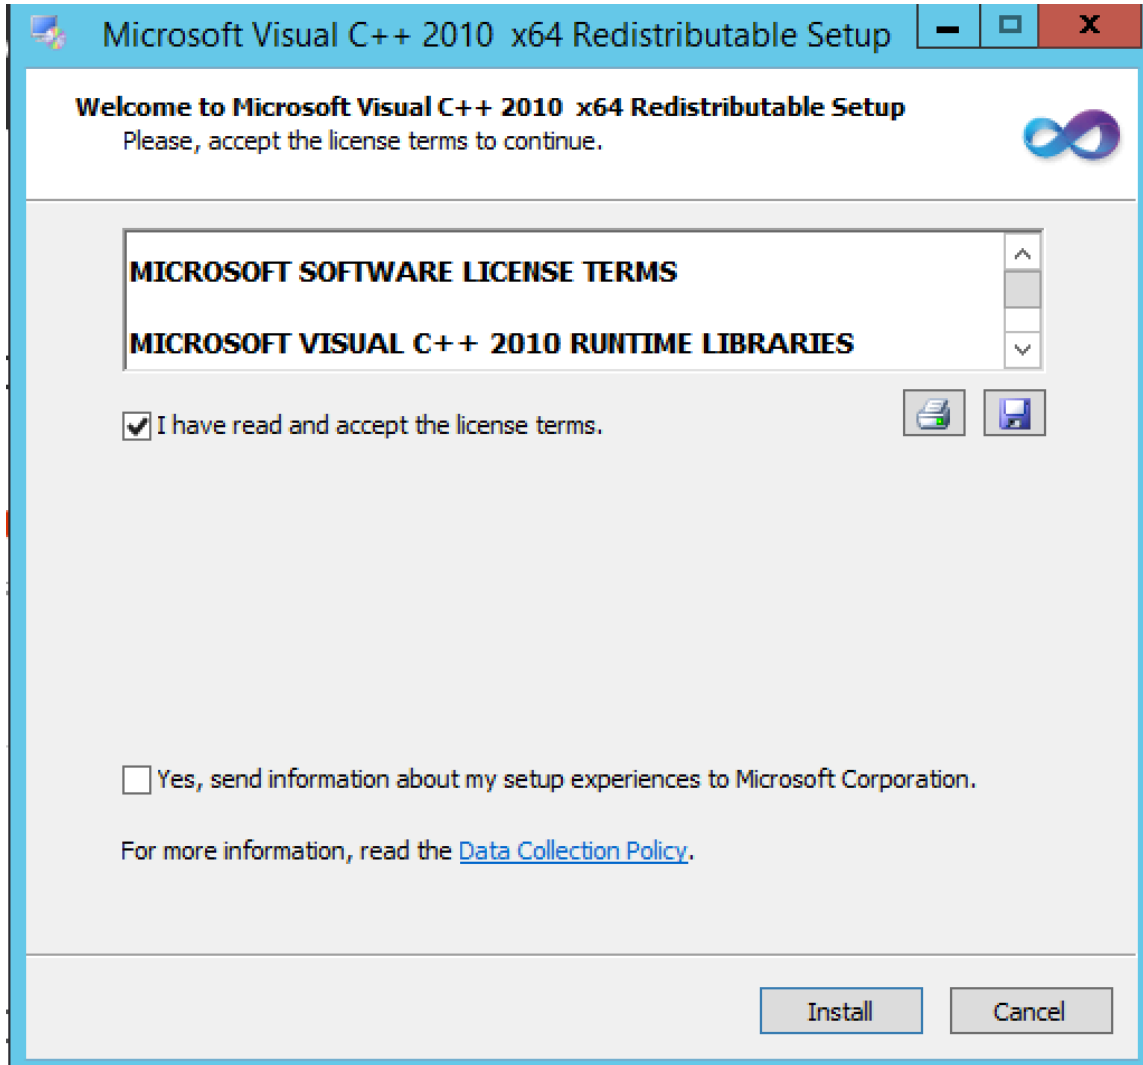 Microsoft Visual C++ 2010  x64 Redistributable Setup
Welcome to Microsoft Visual C++ 2010  x64 Redistributable Setup
Please, accept the license terms to continue.
MICROSOFT SOFTWARE LICENSE TERMS
MICROSOFT VISUAL C++ 2010 RUNTIME LIBRARIES
I have read and accept the license terms.
Yes, send information about my setup experiences to Microsoft Corporation.
For more information, read the Data Collection Policy.
Install Cancel